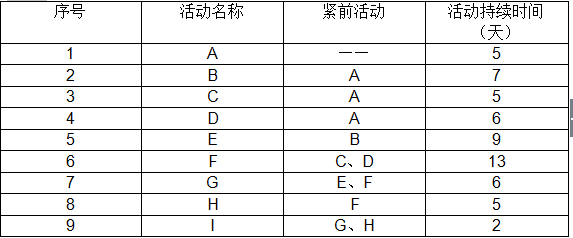 序号 活动名称 紧前活动 活动持续时间（天）
1 A —— 5
2 B A 7
3 C A 5
4 D A 6
5 E B 9
6 F C、D 13
7 G E、F 6
8 H F 5
9 I G、H 2